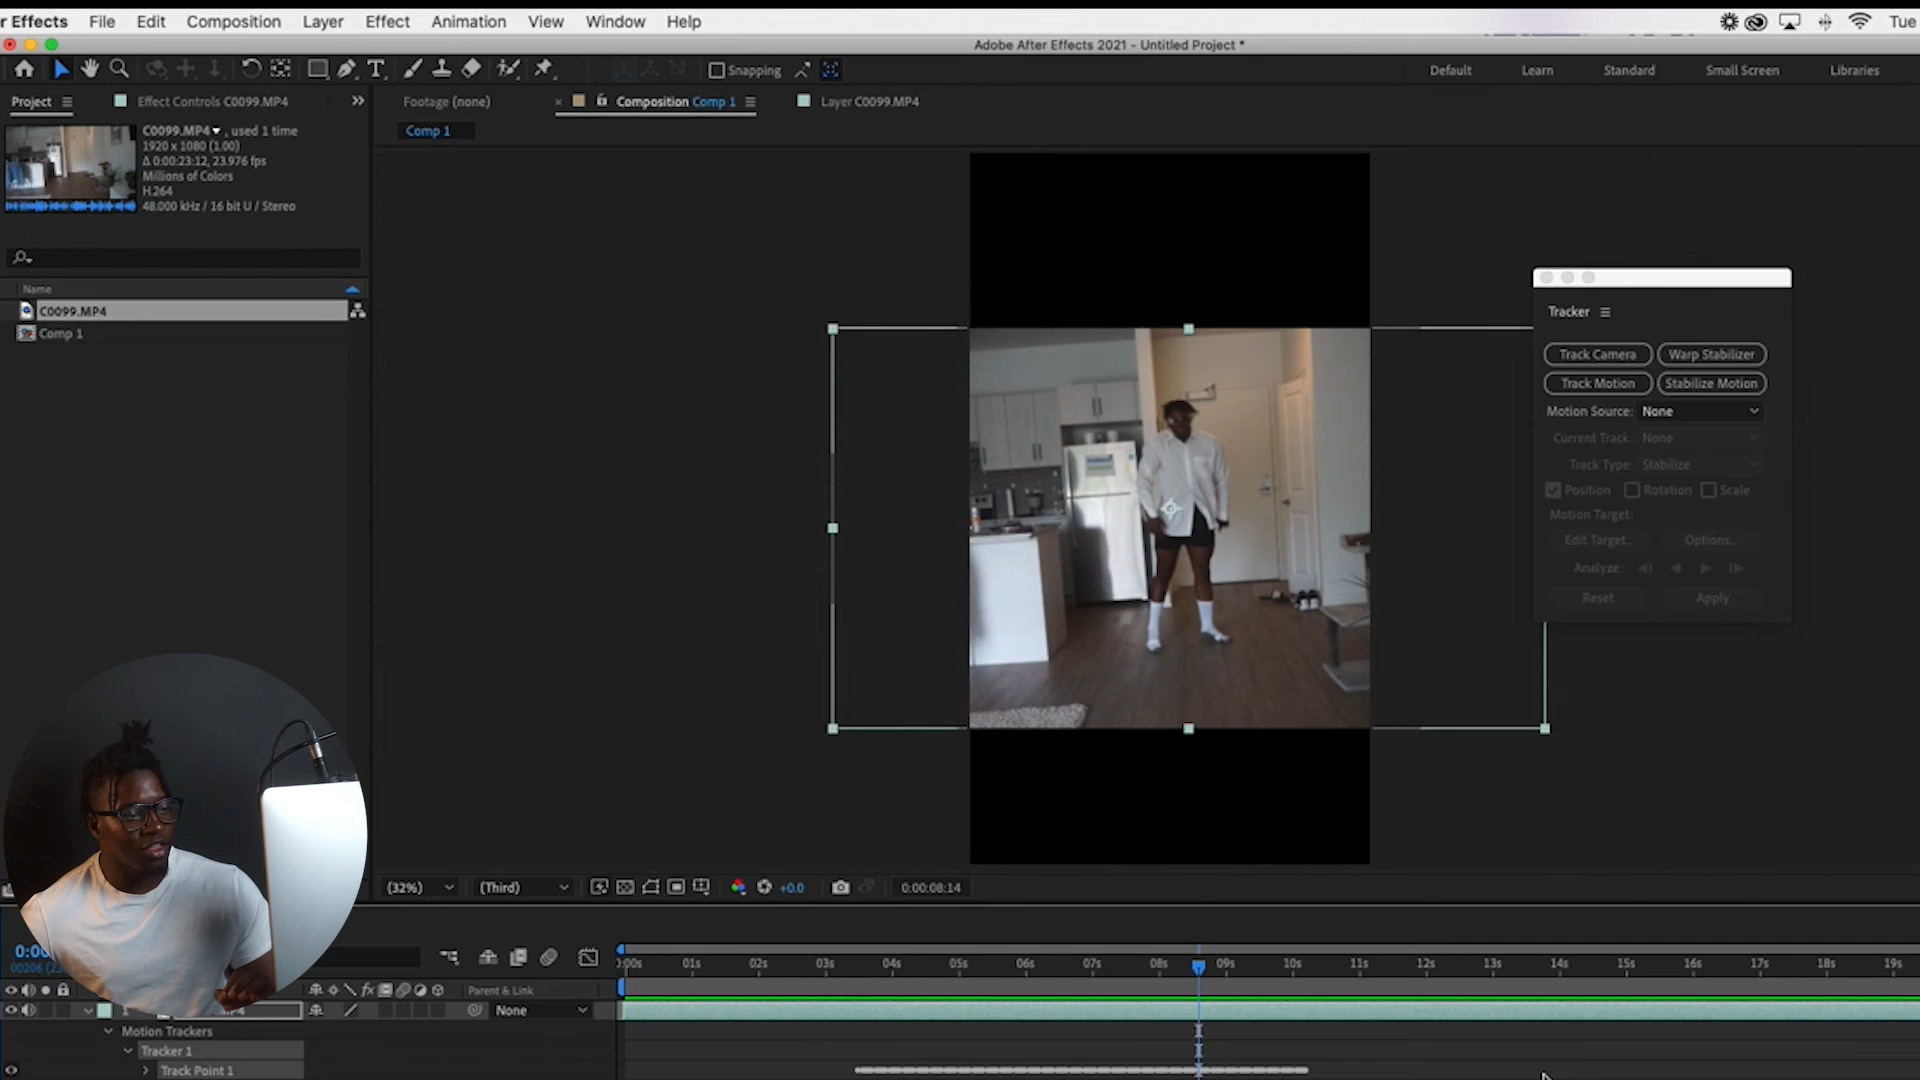 r Effects File Edit Composition Layer Effect Animation View Window Help Tue
Adobe After Effects 2021 - Untitled Project *
T Snapping Default Learn Standard Small Screen Libraries
Project Effect Controls C0099.MP4 Footage (none) Composition Comp 1 Layer C0099.MP4
Comp 1
C0099.MP4 , used 1 time
1920 x 1080 (1.00)
Δ 0:00:23:12, 23.976 fps
Millions of Colors
H.264
48.000 kHz / 16 bit U / Stereo
Name
C0099.MP4
Comp 1
Tracker
Track Camera Warp Stabilizer
Track Motion Stabilize Motion
Motion Source: None
Current Track: None
Track Type: Stabilize
Position Rotation Scale
Motion Target:
Edit Target... Options...
Analyze:
Reset Apply
(32%) (Third) +0.0 0:00:08:14
0:00
00206 (23
:00s 01s 02s 03s 04s 05s 06s 07s 08s 09s 10s 11s 12s 13s 14s 15s 16s 17s 18s 19s
fx Parent & Link
None
Motion Trackers
Tracker 1
Track Point 1